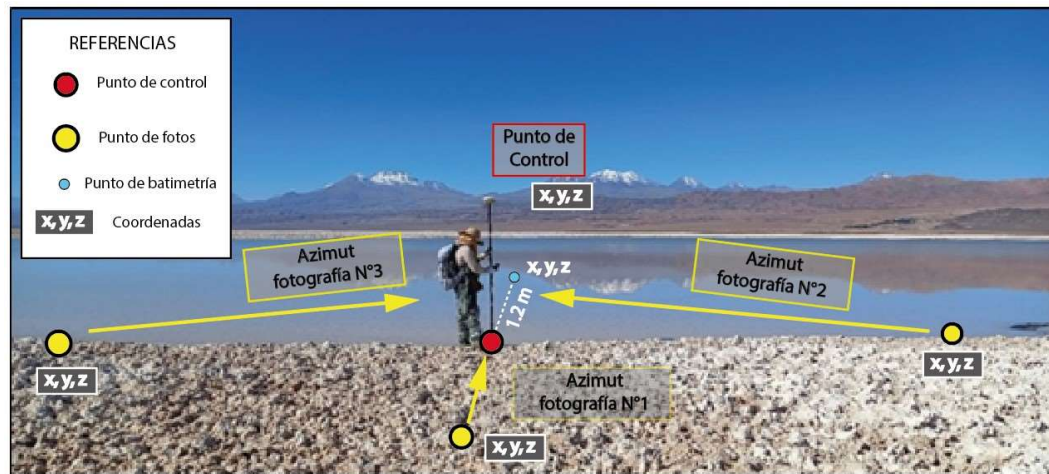 REFERENCIAS
Punto de control
Punto de fotos
Punto de batimetría
x,y,z Coordenadas
Punto de
Control
x,y,z
Azimut
fotografía N°3
x,y,z
1.2 m
Azimut
fotografía N°2
x,y,z
x,y,z
Azimut
fotografía N°1
x,y,z